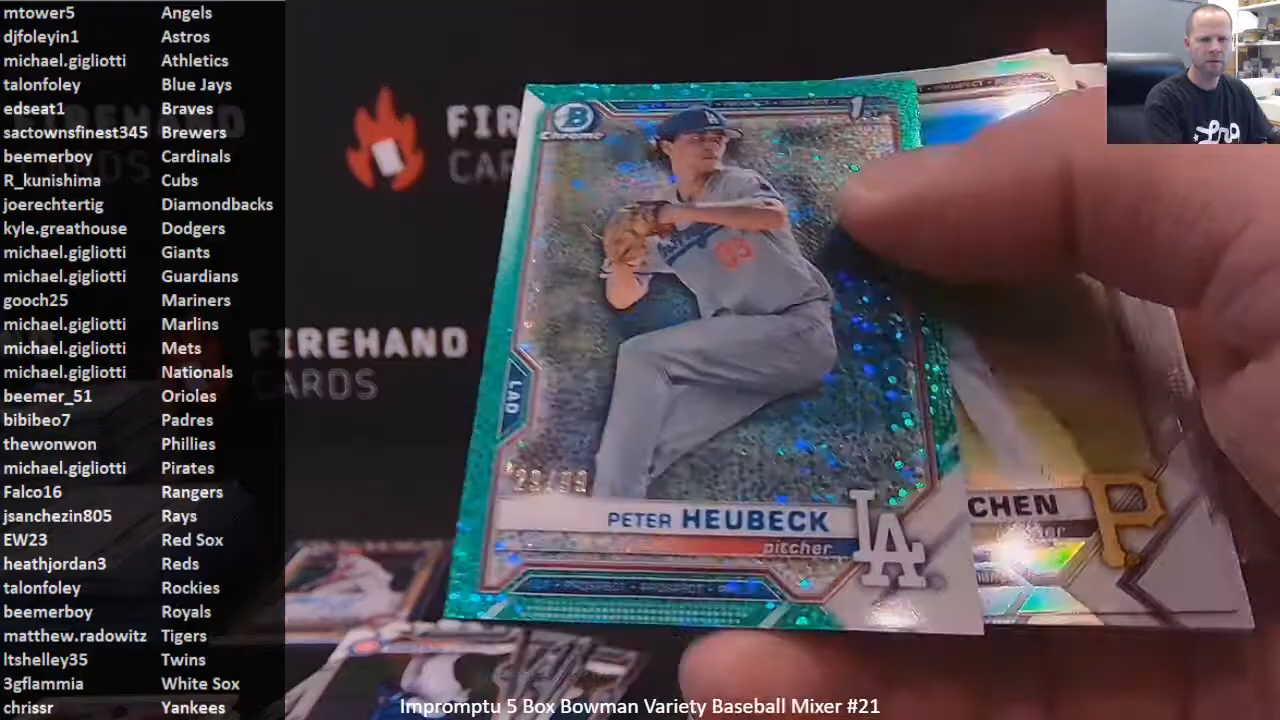 mtower5 Angels
djfoleyin1 Astros
michael.gigliotti Athletics
talonfoley Blue Jays
edseat1 Braves
sactownsfinest345 Brewers
beemerboy Cardinals
R_kunishima Cubs
joerechtertig Diamondbacks
kyle.greathouse Dodgers
michael.gigliotti Giants
michael.gigliotti Guardians
gooch25 Mariners
michael.gigliotti Marlins
michael.gigliotti Mets
michael.gigliotti Nationals
beemer_51 Orioles
bibibeo7 Padres
thewonwon Phillies
michael.gigliotti Pirates
Falco16 Rangers
jsanchezin805 Rays
EW23 Red Sox
heathjordan3 Reds
talonfoley Rockies
beemerboy Royals
matthew.radowitz Tigers
ltshelley35 Twins
3gflammia White Sox
chrissr Yankees
FIREHAND
CARDS
B
Chrome
1
LAD
PETER HEUBECK
pitcher
LA
CHEN
P
Impromptu 5 Box Bowman Variety Baseball Mixer #21